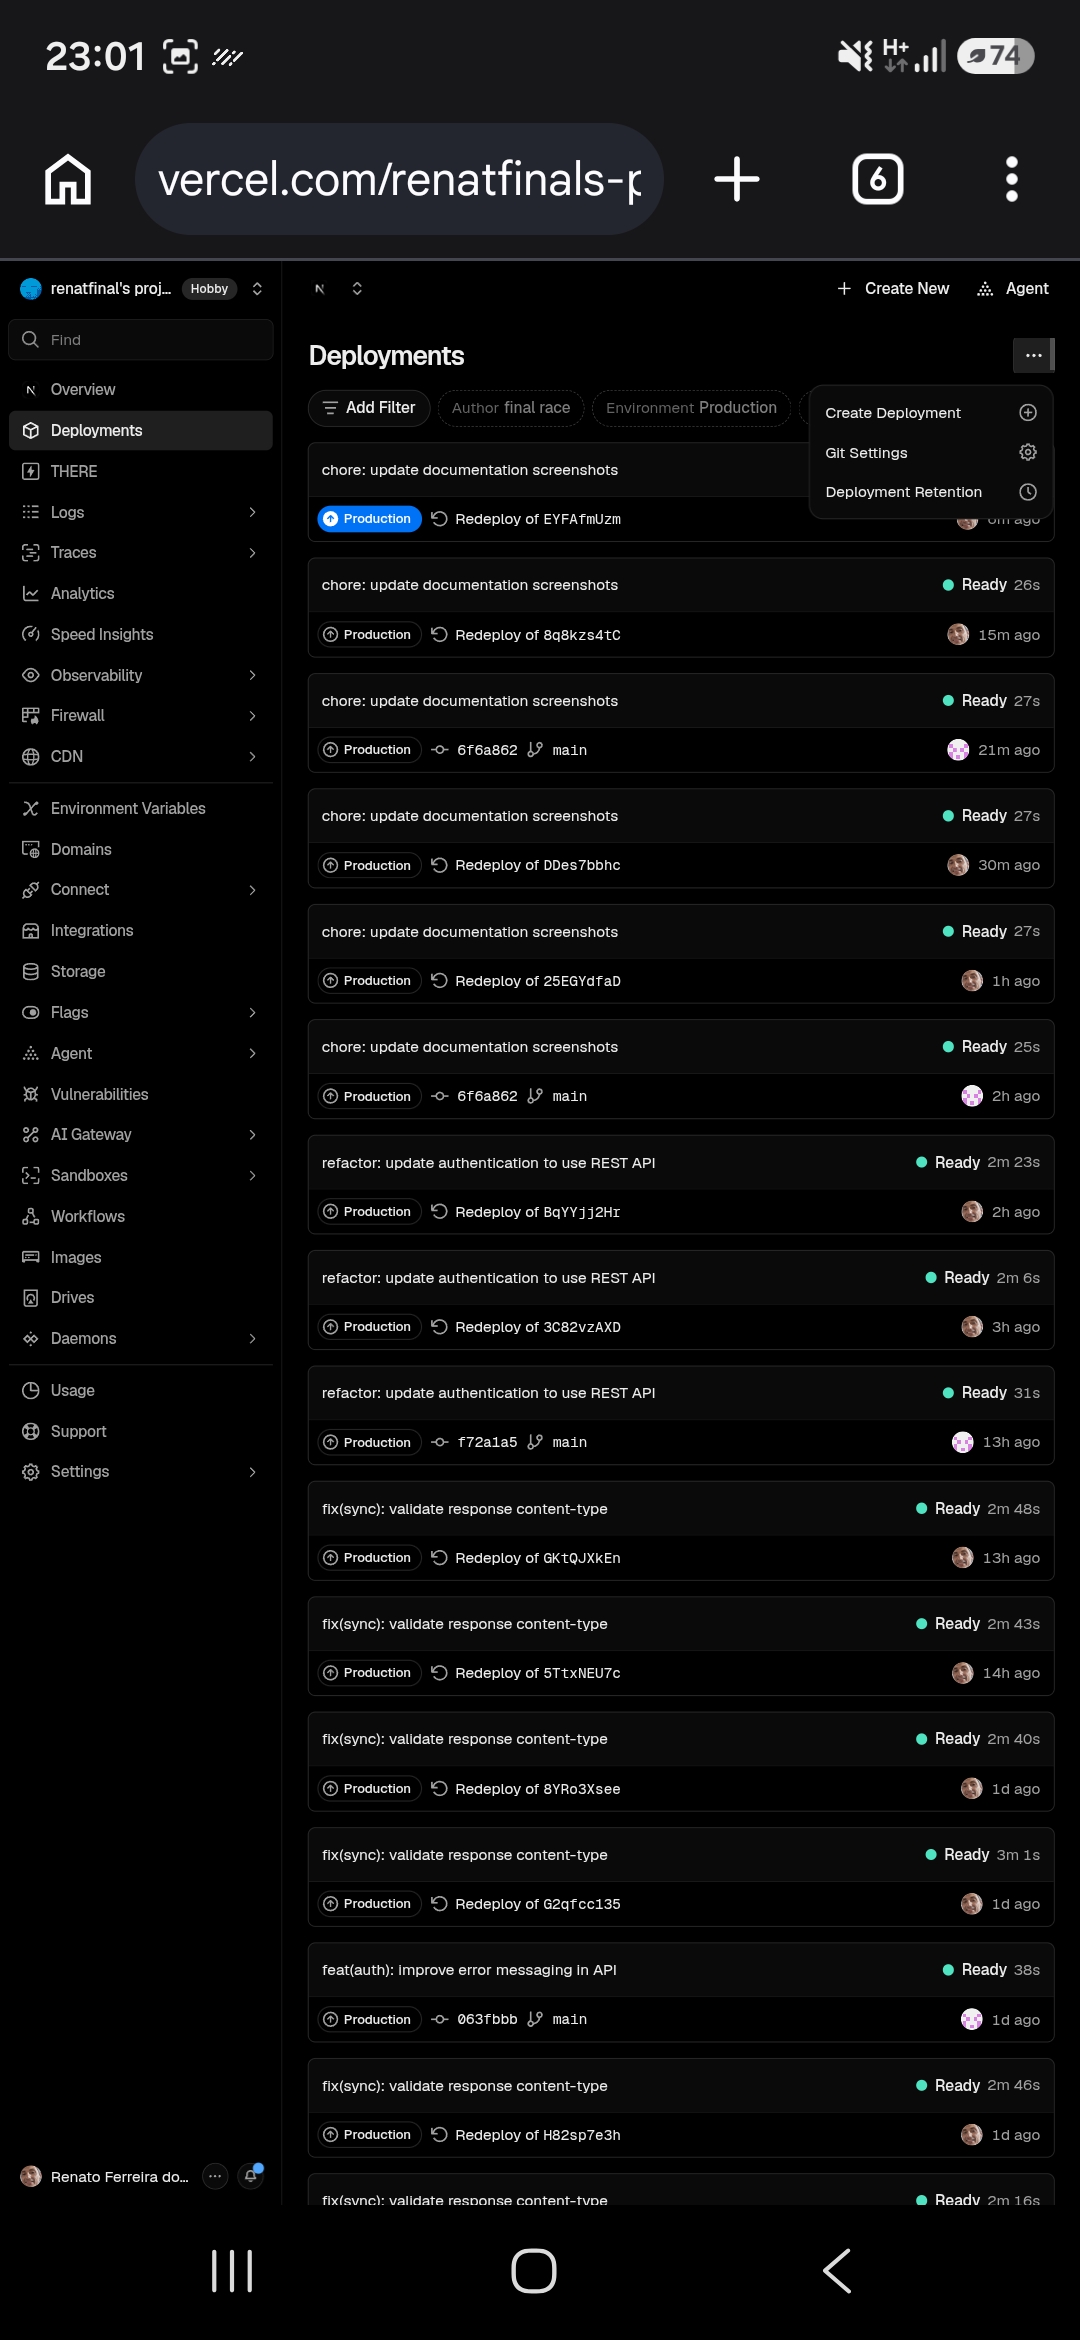 23:01
H+
74
vercel.com/renatfinals-p
6
renatfinal's proj...
Hobby
Create New
Agent
Find
Deployments
Overview
Deployments
THERE
Logs
Traces
Analytics
Speed Insights
Observability
Firewall
CDN
Environment Variables
Domains
Connect
Integrations
Storage
Flags
Agent
Vulnerabilities
AI Gateway
Sandboxes
Workflows
Images
Drives
Daemons
Usage
Support
Settings
Renato Ferreira do...
Add Filter
Author final race
Environment Production
Create Deployment
Git Settings
Deployment Retention
chore: update documentation screenshots
Production Redeploy of EYFAfmUzm ago
chore: update documentation screenshots Ready 26s
Production Redeploy of 8q8kzs4tC 15m ago
chore: update documentation screenshots Ready 27s
Production 6f6a862 main 21m ago
chore: update documentation screenshots Ready 27s
Production Redeploy of DDes7bbhc 30m ago
chore: update documentation screenshots Ready 27s
Production Redeploy of 25EGYdfaD 1h ago
chore: update documentation screenshots Ready 25s
Production 6f6a862 main 2h ago
refactor: update authentication to use REST API Ready 2m 23s
Production Redeploy of BqYYjj2Hr 2h ago
refactor: update authentication to use REST API Ready 2m 6s
Production Redeploy of 3C82vzAXD 3h ago
refactor: update authentication to use REST API Ready 31s
Production f72a1a5 main 13h ago
fix(sync): validate response content-type Ready 2m 48s
Production Redeploy of GKtQJXkEn 13h ago
fix(sync): validate response content-type Ready 2m 43s
Production Redeploy of 5TtxNEU7c 14h ago
fix(sync): validate response content-type Ready 2m 40s
Production Redeploy of 8YRo3Xsee 1d ago
fix(sync): validate response content-type Ready 3m 1s
Production Redeploy of G2qfcc135 1d ago
feat(auth): improve error messaging in API Ready 38s
Production 063fbbb main 1d ago
fix(sync): validate response content-type Ready 2m 46s
Production Redeploy of H82sp7e3h 1d ago
fix(sync): validate response content-type Ready 2m 16s